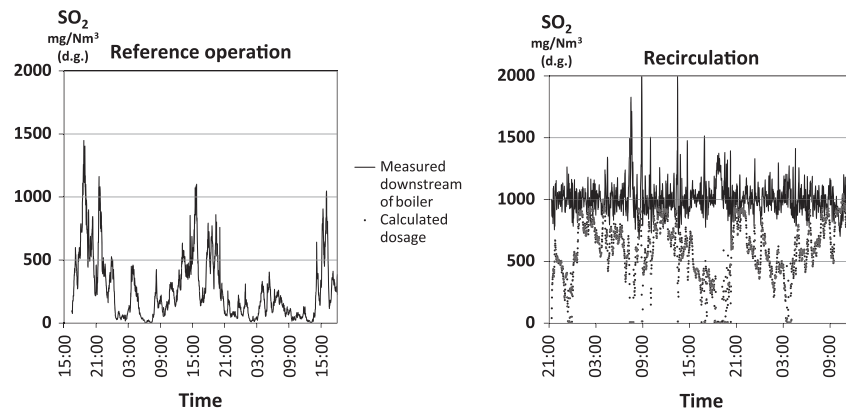 SO2
mg/Nm3
(d.g.)
Reference operation
2000
1500
1000
500
0
15:00
21:00
03:00
09:00
15:00
21:00
03:00
09:00
15:00
Time
Measured
downstream
of boiler
Calculated
dosage
SO2
mg/Nm3
(d.g.)
Recirculation
2000
1500
1000
500
0
21:00
03:00
09:00
15:00
21:00
03:00
09:00
Time